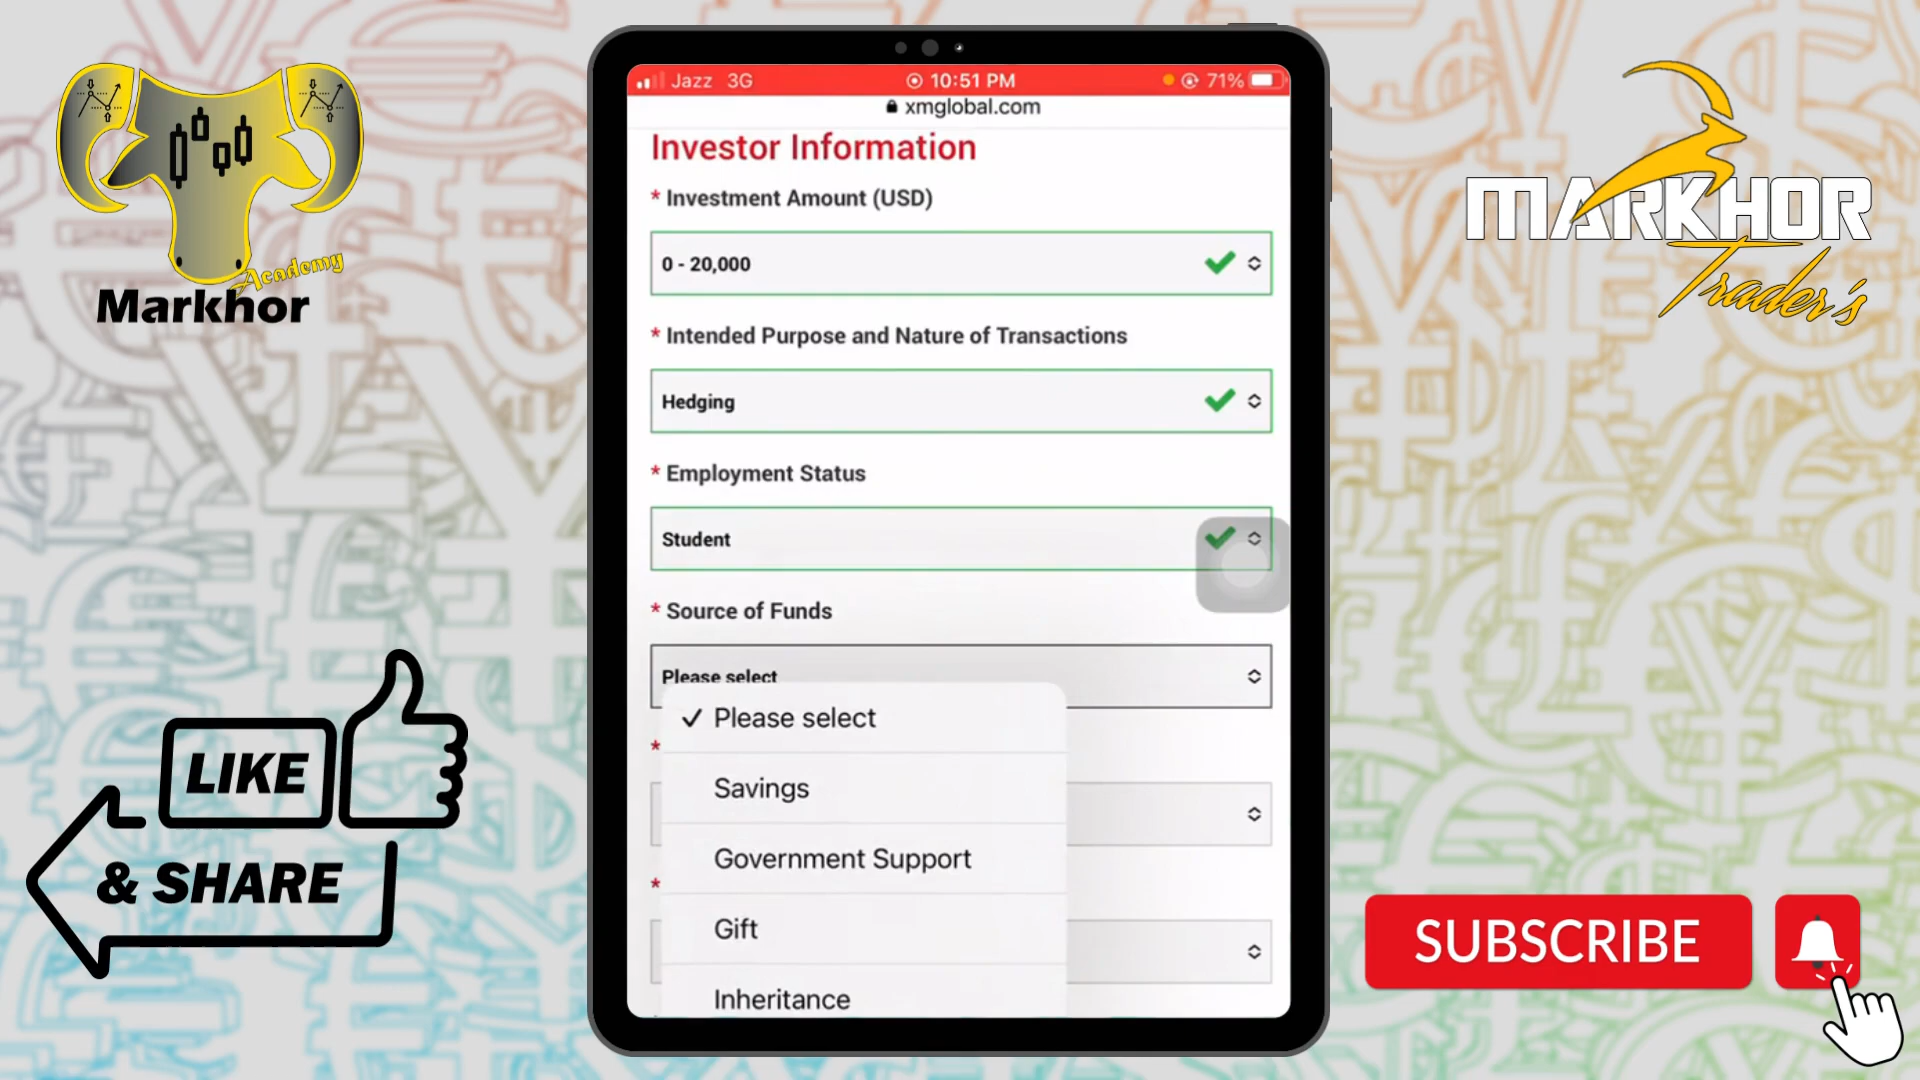 Academy
Markhor
LIKE
& SHARE
Jazz 3G 10:51 PM 71%
xmglobal.com
Investor Information
* Investment Amount (USD)
0 - 20,000
* Intended Purpose and Nature of Transactions
Hedging
* Employment Status
Student
* Source of Funds
Please select
✓ Please select
*
Savings
Government Support
*
Gift
Inheritance
MARKHOR
Trader's
SUBSCRIBE